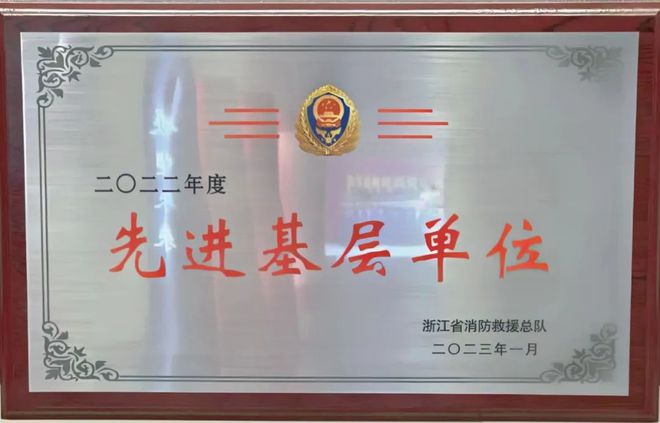 二〇二二年度
先进基层单位
浙江省消防救援总队
二〇二三年一月